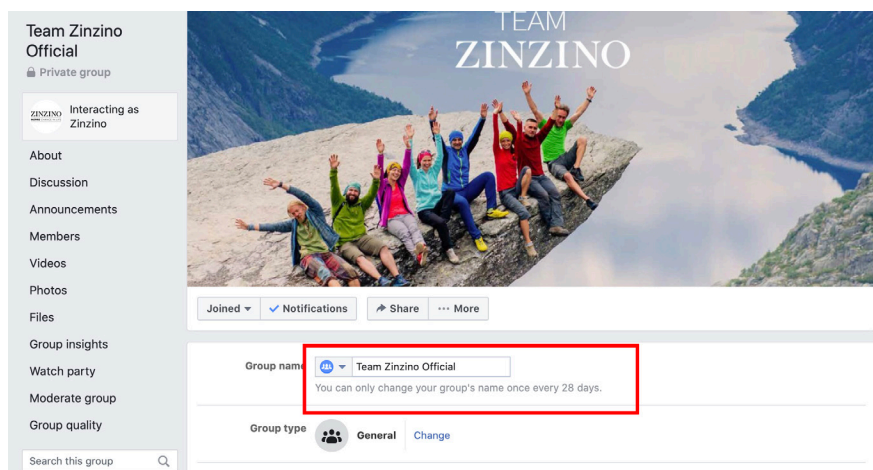 Team Zinzino
Official
Private group
ZINZINO
Interacting as
Zinzino
About
Discussion
Announcements
Members
Videos
Photos
Files
Group insights
Watch party
Moderate group
Group quality
Search this group
TEAM
ZINZINO
Joined
Notifications
Share
More
Group name
Team Zinzino Official
You can only change your group's name once every 28 days.
Group type
General
Change